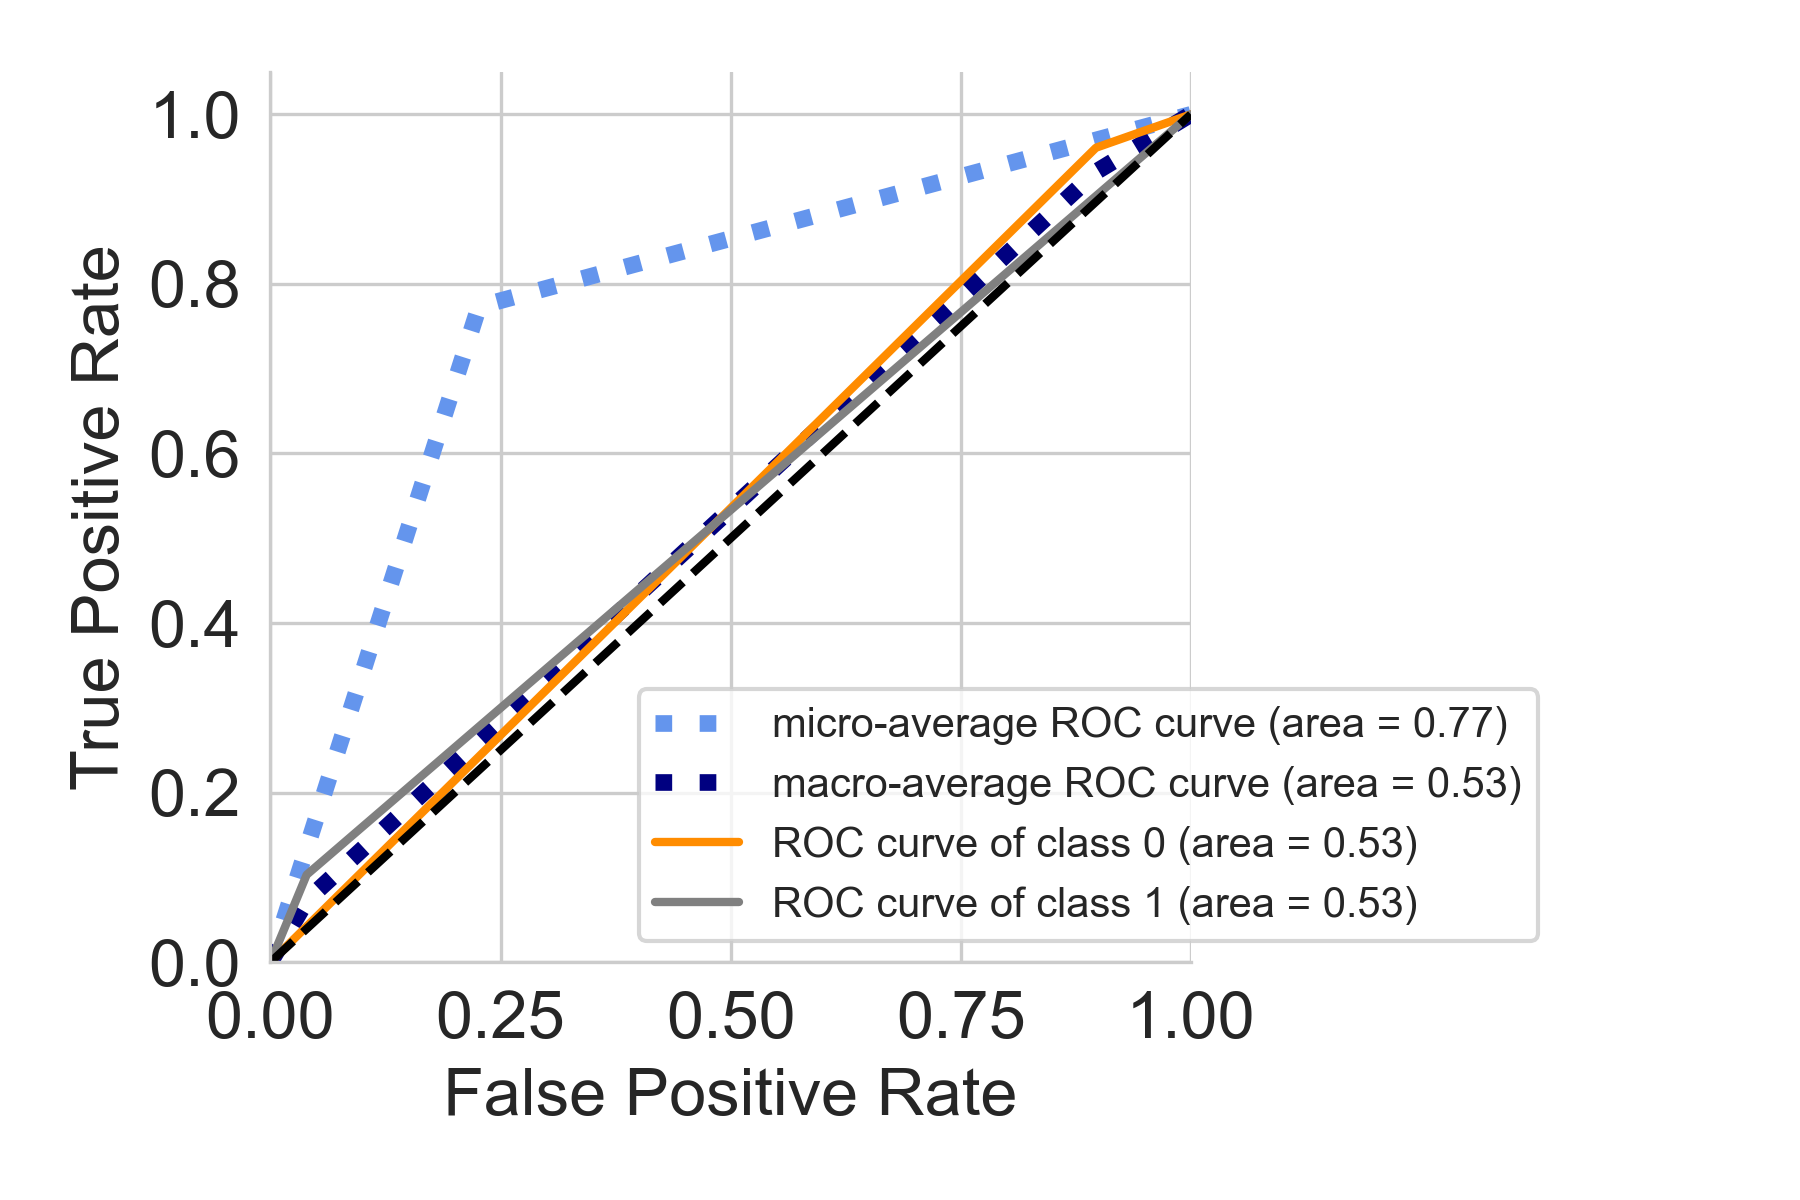 True Positive Rate
1.0
0.8
0.6
0.4
0.2
0.0
0.00 0.25 0.50 0.75 1.00
False Positive Rate
micro-average ROC curve (area = 0.77)
macro-average ROC curve (area = 0.53)
ROC curve of class 0 (area = 0.53)
ROC curve of class 1 (area = 0.53)